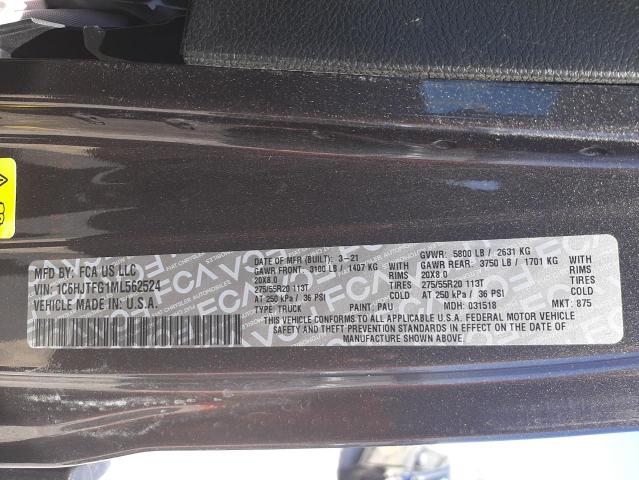 MFD BY: FCA US LLC
VIN: 1C6HJTFG1ML562524
VEHICLE MADE IN: U.S.A.
DATE OF MFR (BUILT): 3-21
GAWR FRONT: 3100 LB / 1407 KG WITH
20X8.0 RIMS
275/55R20 113T TIRES
AT 250 kPa / 36 PSI COLD
GVWR: 5800 LB / 2631 KG
GAWR REAR: 3750 LB / 1701 KG WITH
20X8.0 RIMS
275/55R20 113T TIRES
AT 250 kPa / 36 PSI COLD
TYPE: TRUCK PAINT: PAU MDH: 031518 MKT: 875
THIS VEHICLE CONFORMS TO ALL APPLICABLE U.S.A. FEDERAL MOTOR VEHICLE
SAFETY AND THEFT PREVENTION STANDARDS IN EFFECT ON THE DATE OF
MANUFACTURE SHOWN ABOVE.